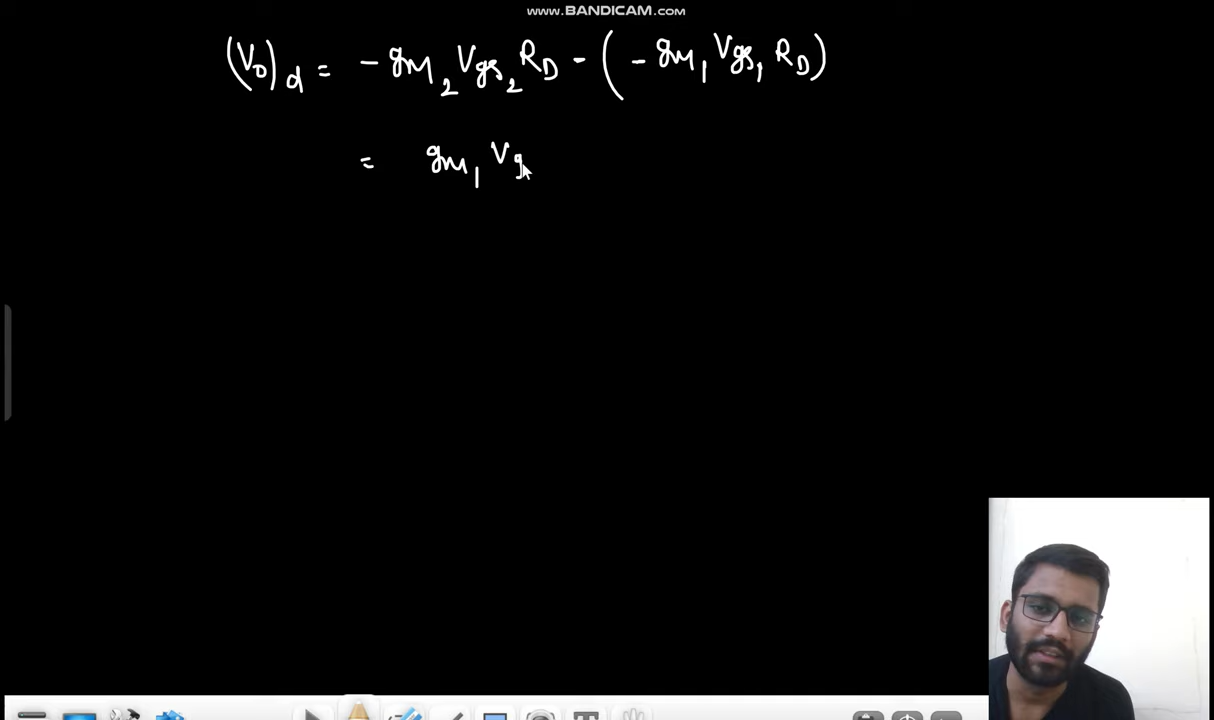 WWW.BANDICAM.COM
(V₀)d = - gm₂ Vgs₂ RD - (- gm₁ Vgs₁ RD)
= gm₁ Vg